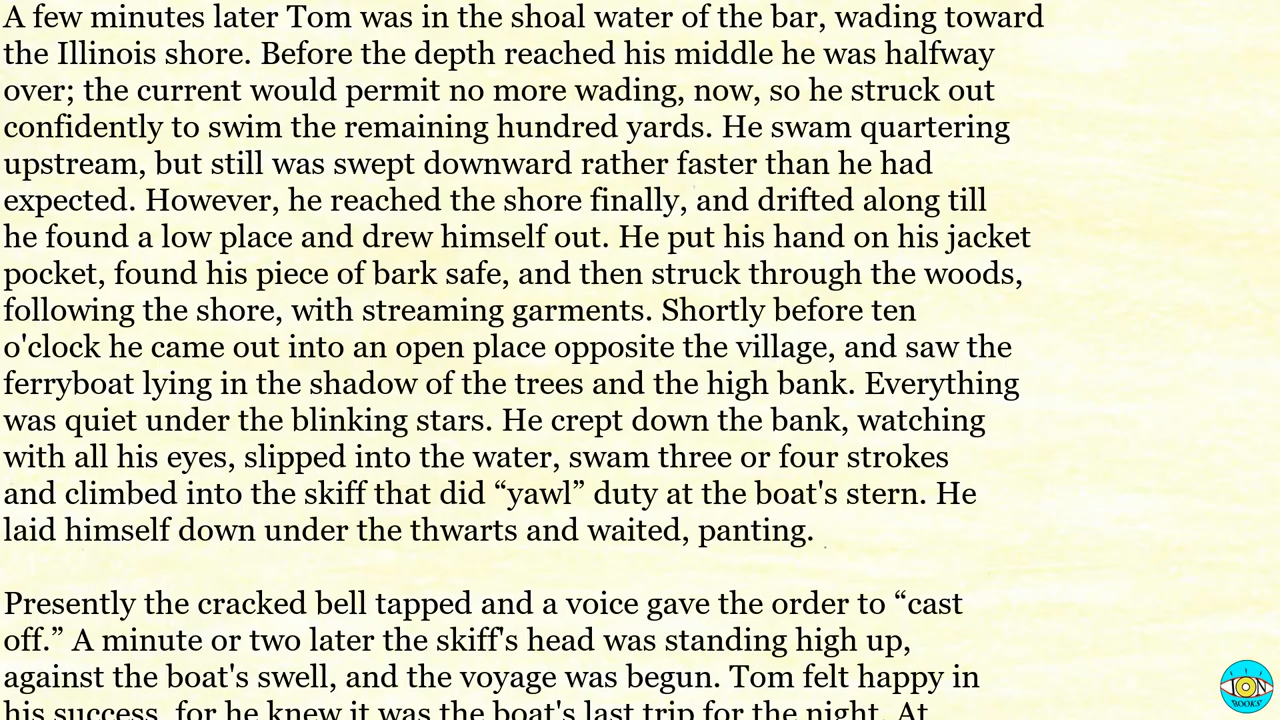 A few minutes later Tom was in the shoal water of the bar, wading toward
the Illinois shore. Before the depth reached his middle he was halfway
over; the current would permit no more wading, now, so he struck out
confidently to swim the remaining hundred yards. He swam quartering
upstream, but still was swept downward rather faster than he had
expected. However, he reached the shore finally, and drifted along till
he found a low place and drew himself out. He put his hand on his jacket
pocket, found his piece of bark safe, and then struck through the woods,
following the shore, with streaming garments. Shortly before ten
o'clock he came out into an open place opposite the village, and saw the
ferryboat lying in the shadow of the trees and the high bank. Everything
was quiet under the blinking stars. He crept down the bank, watching
with all his eyes, slipped into the water, swam three or four strokes
and climbed into the skiff that did “yawl” duty at the boat's stern. He
laid himself down under the thwarts and waited, panting.
Presently the cracked bell tapped and a voice gave the order to “cast
off.” A minute or two later the skiff's head was standing high up,
against the boat's swell, and the voyage was begun. Tom felt happy in
his success, for he knew it was the boat's last trip for the night. At
ION
BOOKS